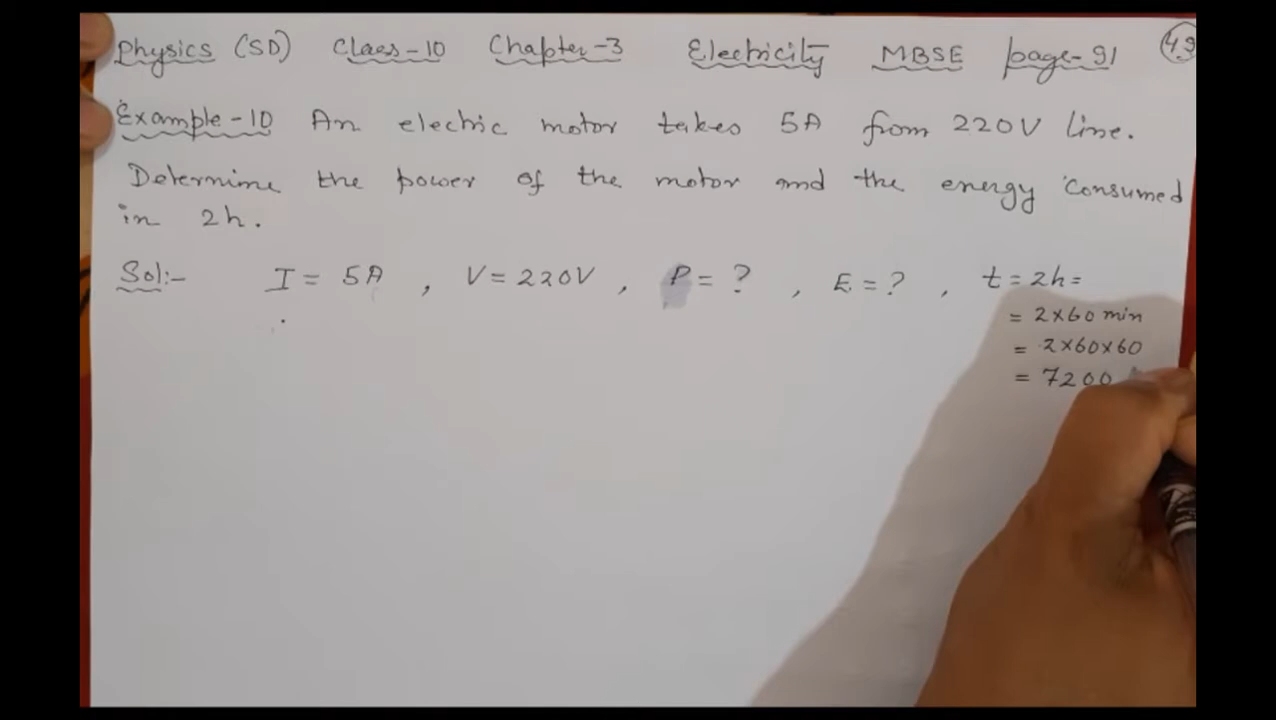 Physics (SD) Class-10 Chapter-3 Electricity MBSE page-91 49
Example-10 An electric motor takes 5A from 220V line.
Determine the power of the motor and the energy consumed
in 2h.
Sol:- I = 5A , V = 220V , P = ? , E = ? , t = 2h =
= 2×60 min
= 2×60×60
= 7200